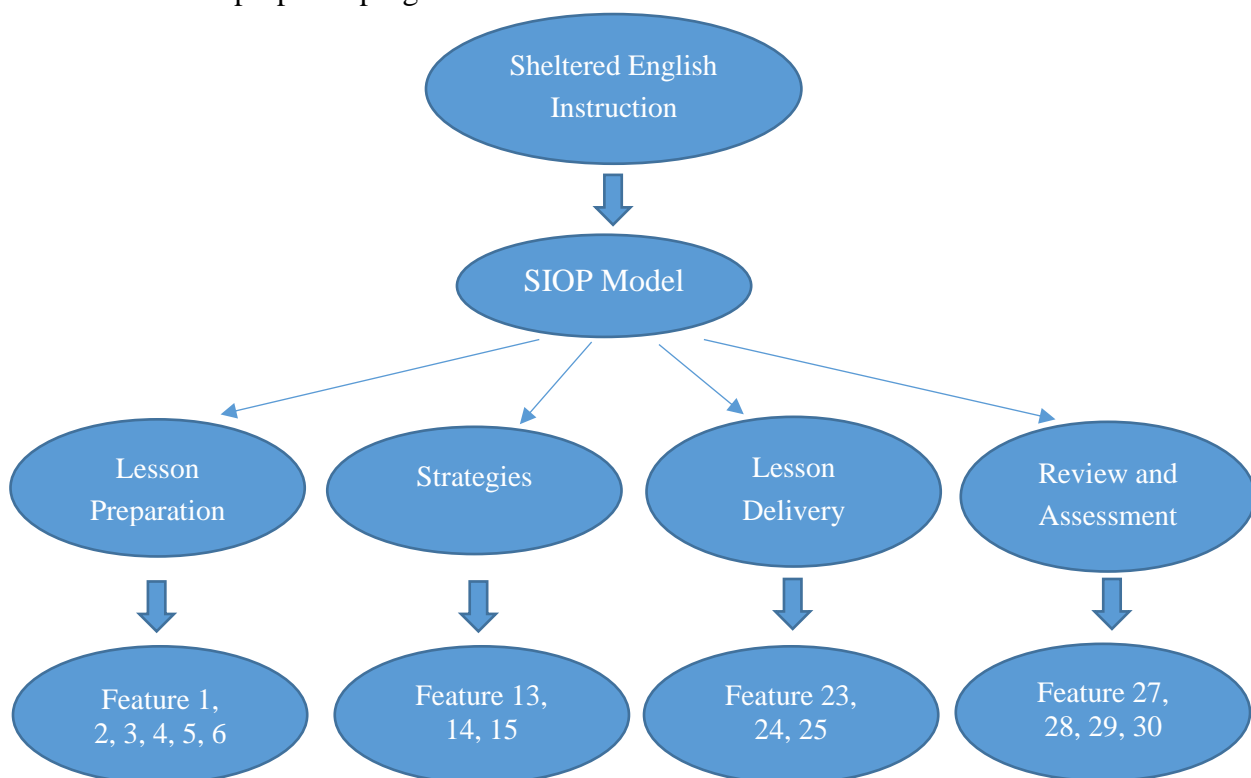 Sheltered English
Instruction
SIOP Model
Lesson
Preparation
Strategies
Lesson
Delivery
Review and
Assessment
Feature 1,
2, 3, 4, 5, 6
Feature 13,
14, 15
Feature 23,
24, 25
Feature 27,
28, 29, 30